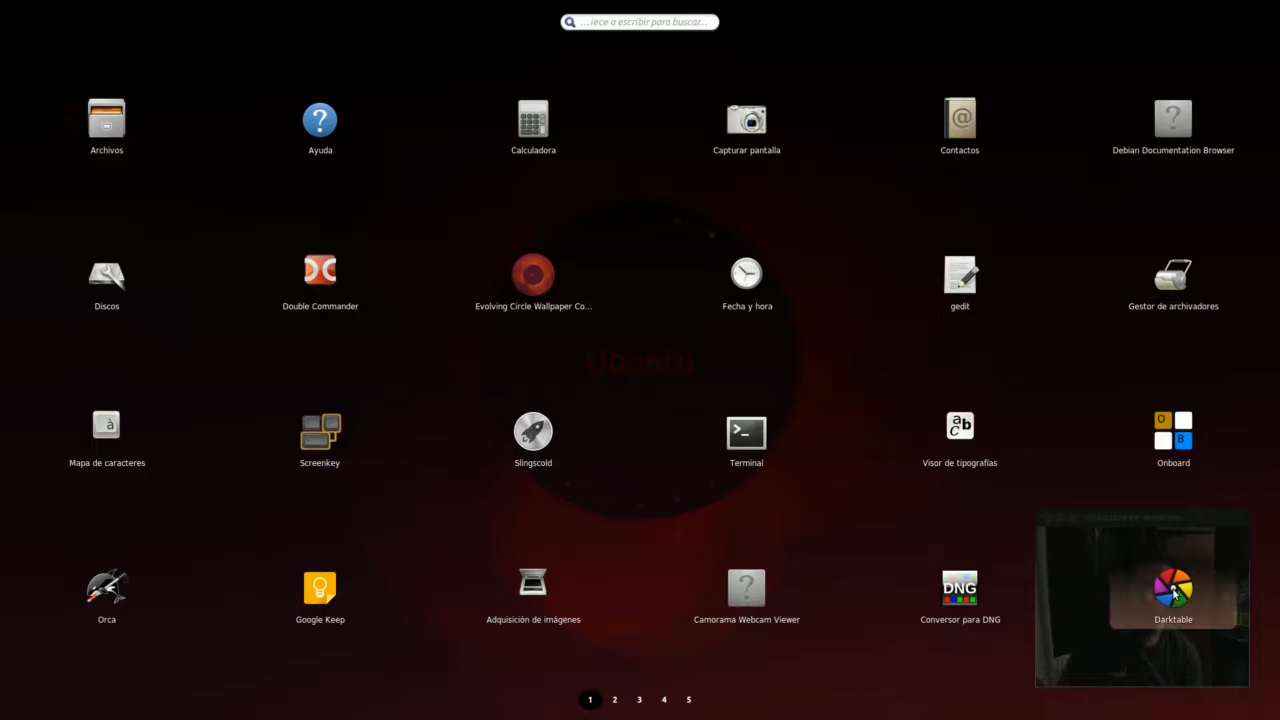 ...iece a escribir para buscar...
Archivos
Ayuda
Calculadora
Capturar pantalla
Contactos
Debian Documentation Browser
Discos
Double Commander
Evolving Circle Wallpaper Co...
Fecha y hora
gedit
Gestor de archivadores
Ubuntu
Mapa de caracteres
Screenkey
Slingscold
Terminal
Visor de tipografías
Onboard
Orca
Google Keep
Adquisición de imágenes
Camorama Webcam Viewer
DNG
Conversor para DNG
Darktable
1 2 3 4 5